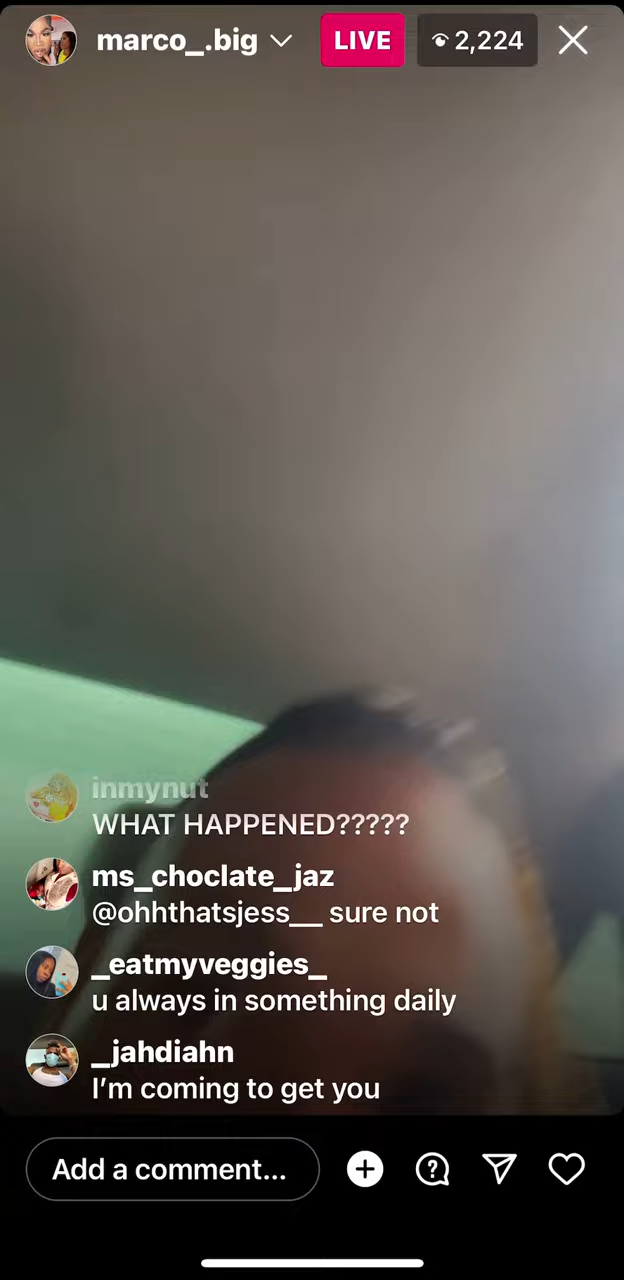 marco_.big
LIVE
2,224
inmynut
WHAT HAPPENED?????
ms_choclate_jaz
@ohhthatsjess__ sure not
_eatmyveggies_
u always in something daily
_jahdiahn
I’m coming to get you
Add a comment...